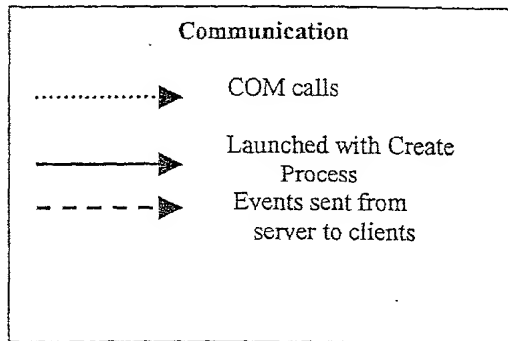 Communication
COM calls
Launched with Create
Process
Events sent from
server to clients